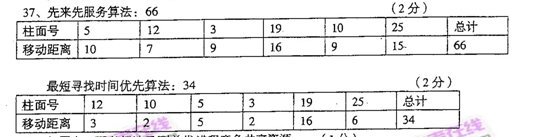 37、先来先服务算法：66 （2分）
柱面号 5 12 3 19 10 25 总计
移动距离 10 7 9 16 9 15 66
最短寻找时间优先算法：34 （2分）
柱面号 12 10 5 3 19 25 总计
移动距离 3 2 5 2 16 6 34